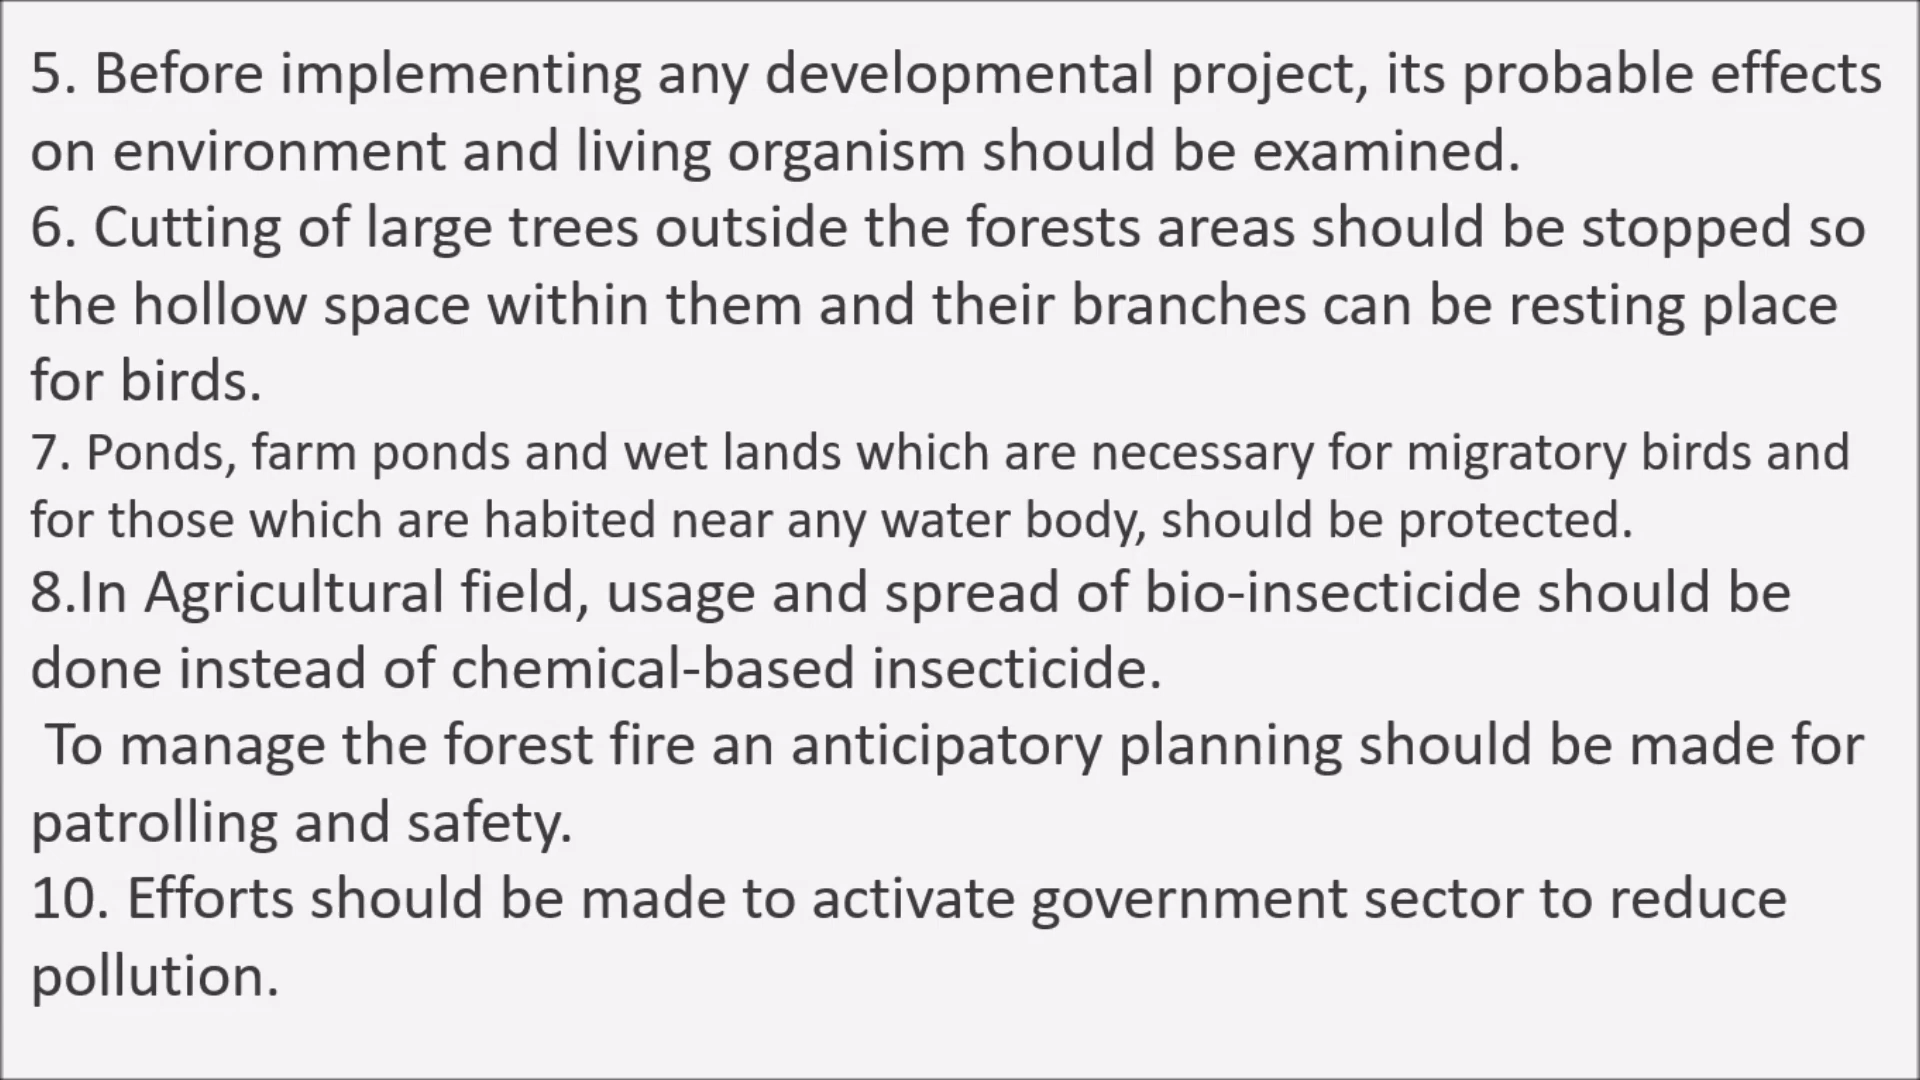 5. Before implementing any developmental project, its probable effects
on environment and living organism should be examined.
6. Cutting of large trees outside the forests areas should be stopped so
the hollow space within them and their branches can be resting place
for birds.
7. Ponds, farm ponds and wet lands which are necessary for migratory birds and
for those which are habited near any water body, should be protected.
8.In Agricultural field, usage and spread of bio-insecticide should be
done instead of chemical-based insecticide.
To manage the forest fire an anticipatory planning should be made for
patrolling and safety.
10. Efforts should be made to activate government sector to reduce
pollution.